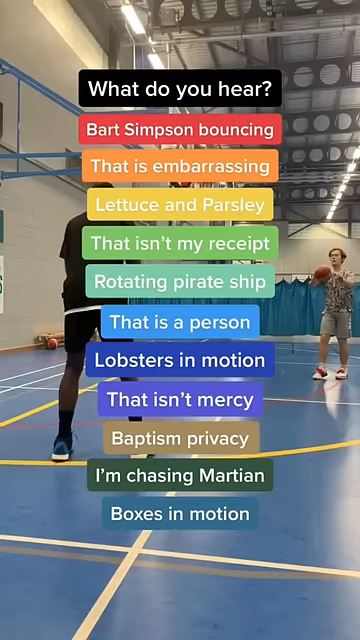 What do you hear?
Bart Simpson bouncing
That is embarrassing
Lettuce and Parsley
That isn't my receipt
Rotating pirate ship
That is a person
Lobsters in motion
That isn't mercy
Baptism privacy
I'm chasing Martian
Boxes in motion